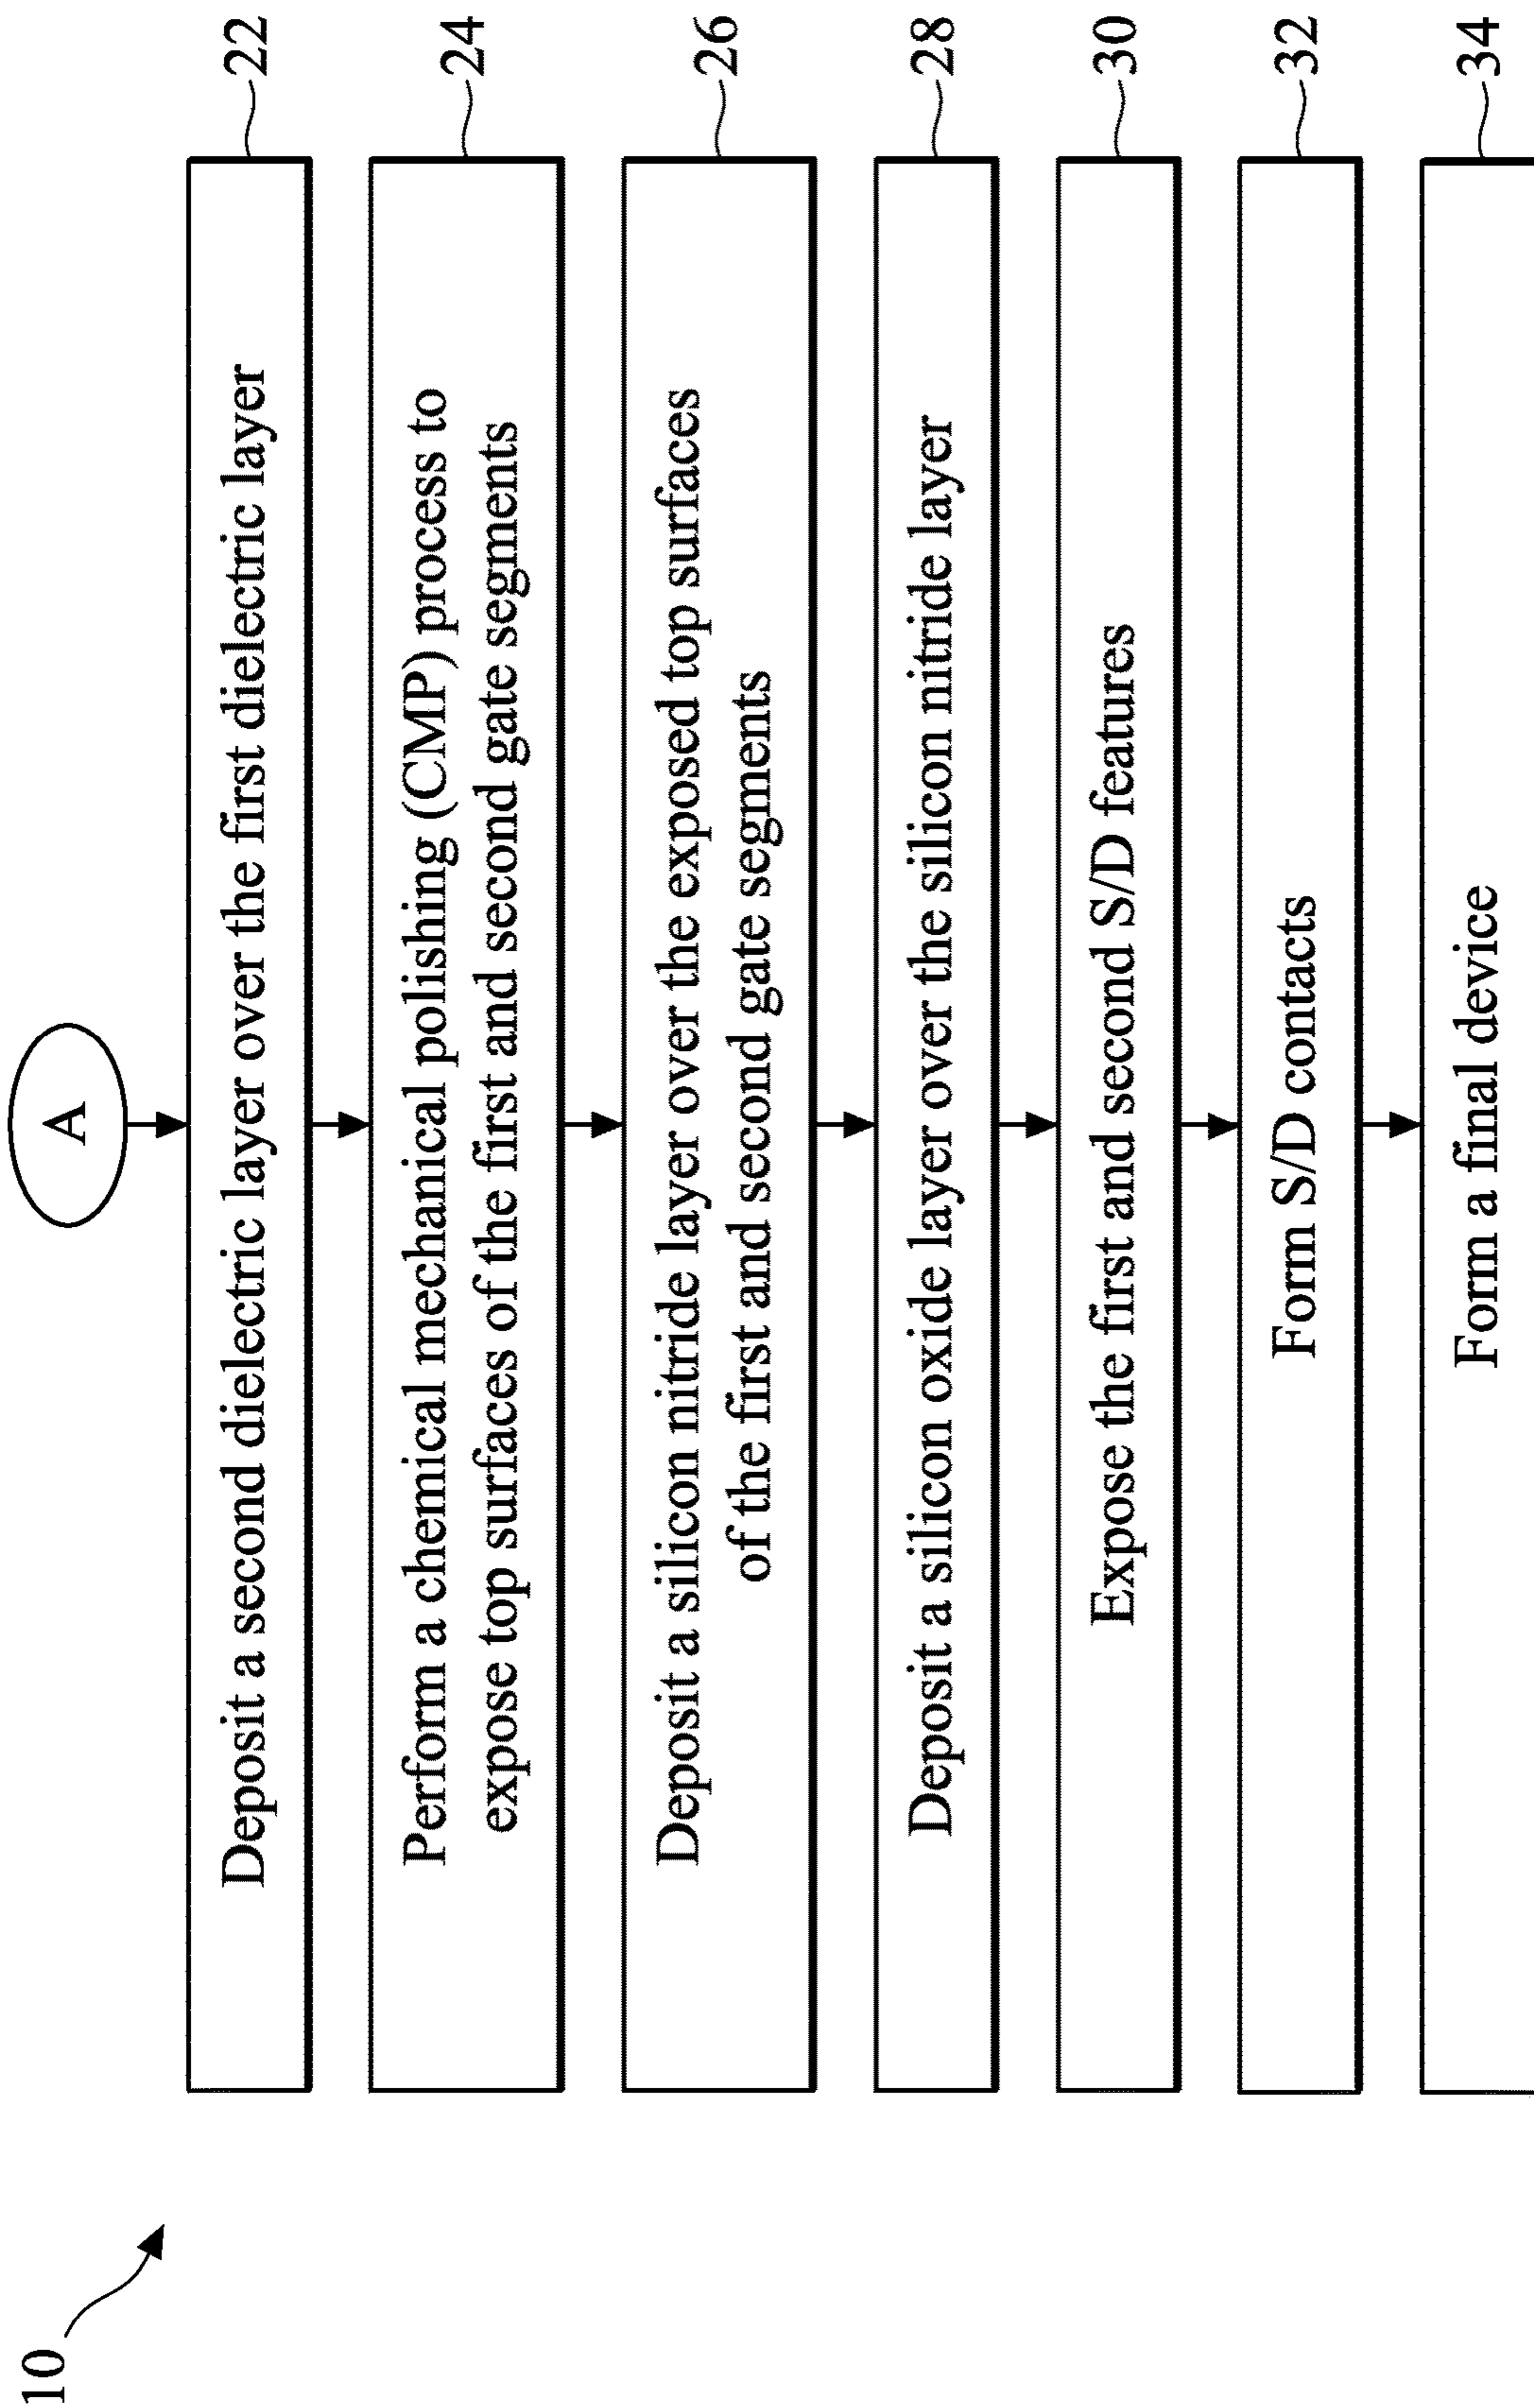 10
A
Deposit a second dielectric layer over the first dielectric layer
22
Perform a chemical mechanical polishing (CMP) process to
expose top surfaces of the first and second gate segments
24
Deposit a silicon nitride layer over the exposed top surfaces
of the first and second gate segments
26
Deposit a silicon oxide layer over the silicon nitride layer
28
Expose the first and second S/D features
30
Form S/D contacts
32
Form a final device
34